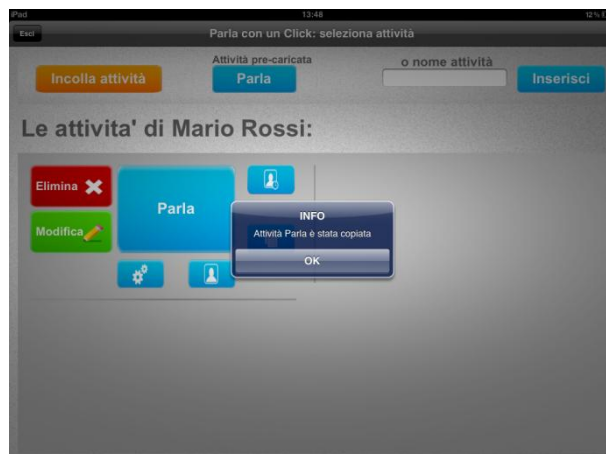 iPad
13:48
12%
Esci
Parla con un Click: seleziona attività
Incolla attività
Attività pre-caricata
Parla
o nome attività
Inserisci
Le attivita' di Mario Rossi:
Elimina
Modifica
Parla
INFO
Attività Parla è stata copiata
OK